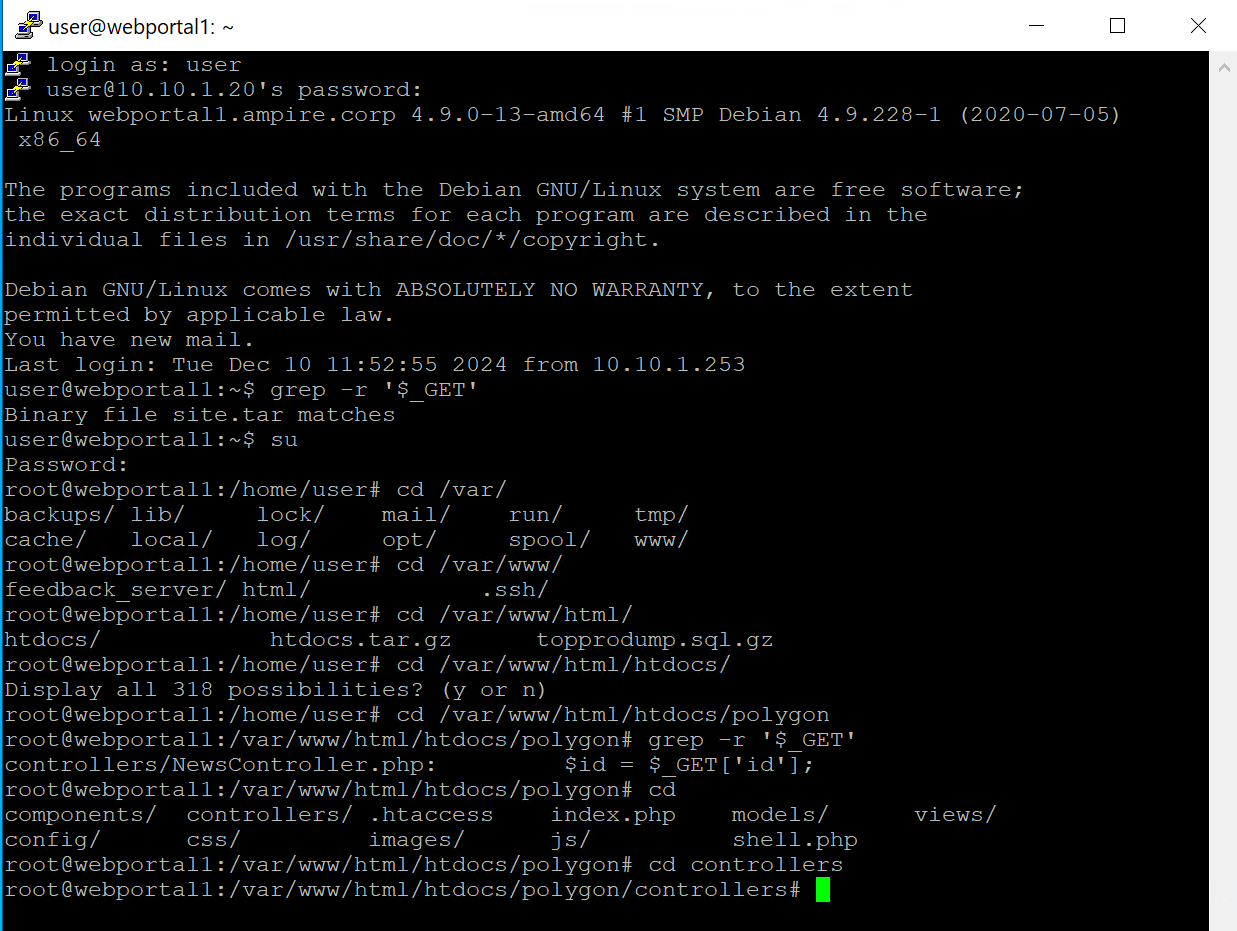 user@webportal1: ~
login as: user
user@10.10.1.20's password:
Linux webportal1.ampire.corp 4.9.0-13-amd64 #1 SMP Debian 4.9.228-1 (2020-07-05)
x86_64
The programs included with the Debian GNU/Linux system are free software;
the exact distribution terms for each program are described in the
individual files in /usr/share/doc/*/copyright.
Debian GNU/Linux comes with ABSOLUTELY NO WARRANTY, to the extent
permitted by applicable law.
You have new mail.
Last login: Tue Dec 10 11:52:55 2024 from 10.10.1.253
user@webportal1:~$ grep -r '$_GET'
Binary file site.tar matches
user@webportal1:~$ su
Password:
root@webportal1:/home/user# cd /var/
backups/ lib/     lock/    mail/    run/     tmp/
cache/   local/   log/     opt/     spool/   www/
root@webportal1:/home/user# cd /var/www/
feedback_server/ html/            .ssh/
root@webportal1:/home/user# cd /var/www/html/
htdocs/            htdocs.tar.gz      topprodump.sql.gz
root@webportal1:/home/user# cd /var/www/html/htdocs/
Display all 318 possibilities? (y or n)
root@webportal1:/home/user# cd /var/www/html/htdocs/polygon
root@webportal1:/var/www/html/htdocs/polygon# grep -r '$_GET'
controllers/NewsController.php:         $id = $_GET['id'];
root@webportal1:/var/www/html/htdocs/polygon# cd
components/  controllers/ .htaccess    index.php    models/      views/
config/      css/         images/      js/          shell.php
root@webportal1:/var/www/html/htdocs/polygon# cd controllers
root@webportal1:/var/www/html/htdocs/polygon/controllers#